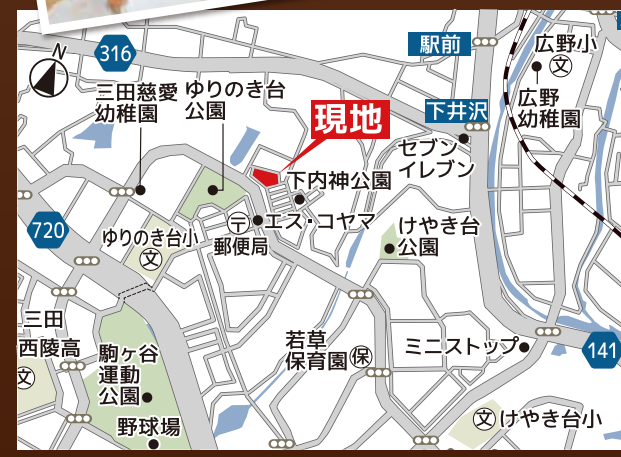 N
316
駅前
広野小
文
広野
幼稚園
三田慈愛
幼稚園
ゆりのき台
公園
現地
下井沢
セブン
イレブン
下内神公園
720
ゆりのき台小
文
〒
郵便局
エス・コヤマ
けやき台
公園
三田
西陵高
文
駒ヶ谷
運動
公園
野球場
若草
保育園
保
ミニストップ
141
文
けやき台小